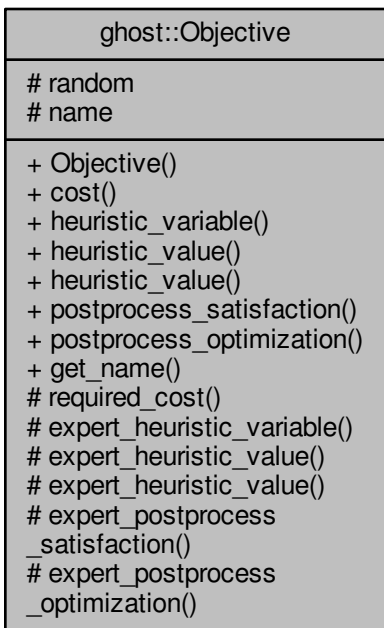 ghost::Objective
# random
# name
+ Objective()
+ cost()
+ heuristic_variable()
+ heuristic_value()
+ heuristic_value()
+ postprocess_satisfaction()
+ postprocess_optimization()
+ get_name()
# required_cost()
# expert_heuristic_variable()
# expert_heuristic_value()
# expert_heuristic_value()
# expert_postprocess
_satisfaction()
# expert_postprocess
_optimization()